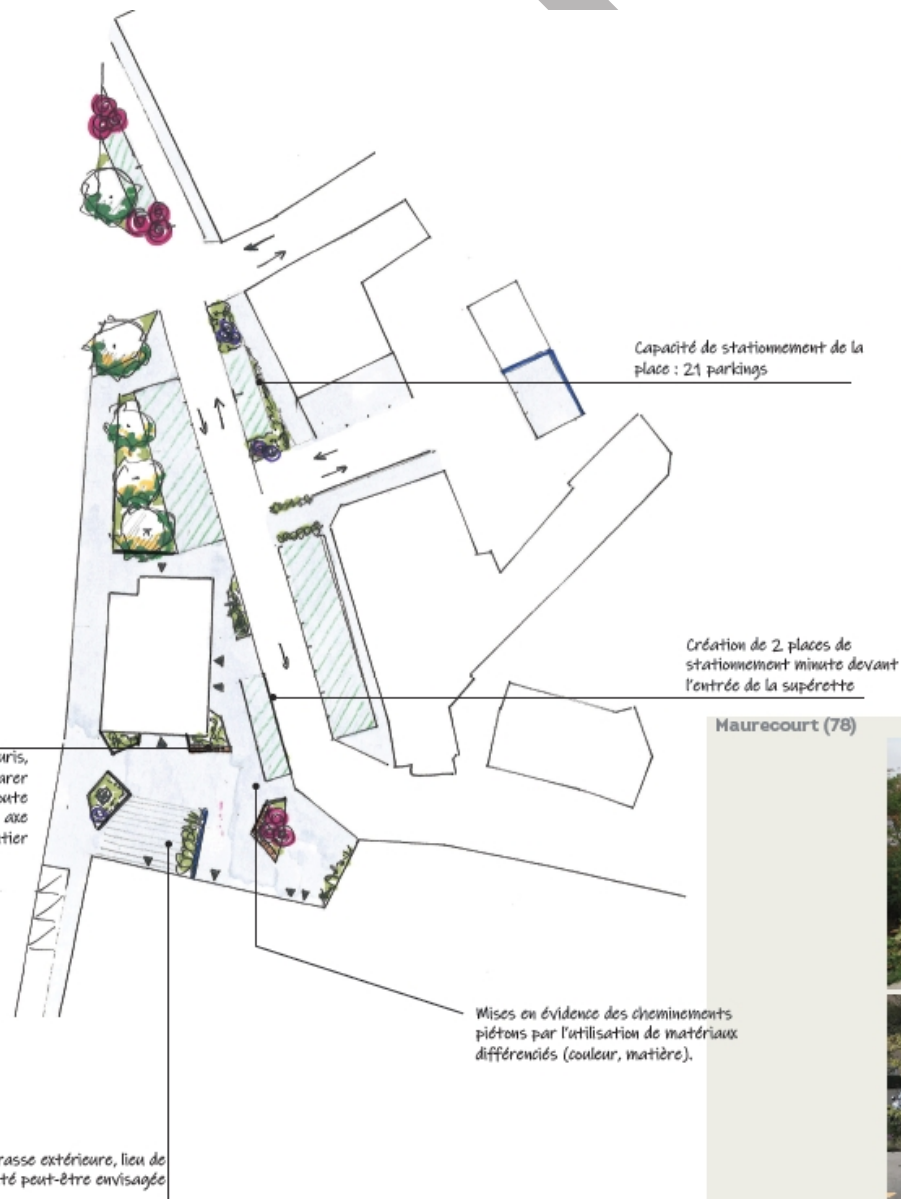 Capacité de stationnement de la
place : 21 parkings
Création de 2 places de
stationnement minute devant
l'entrée de la supérette
Maurecourt (78)
axe
Mises en évidence des cheminements
piétons par l'utilisation de matériaux
différenciés (couleur, matière).
extérieure, lieu de
peut-être envisagée